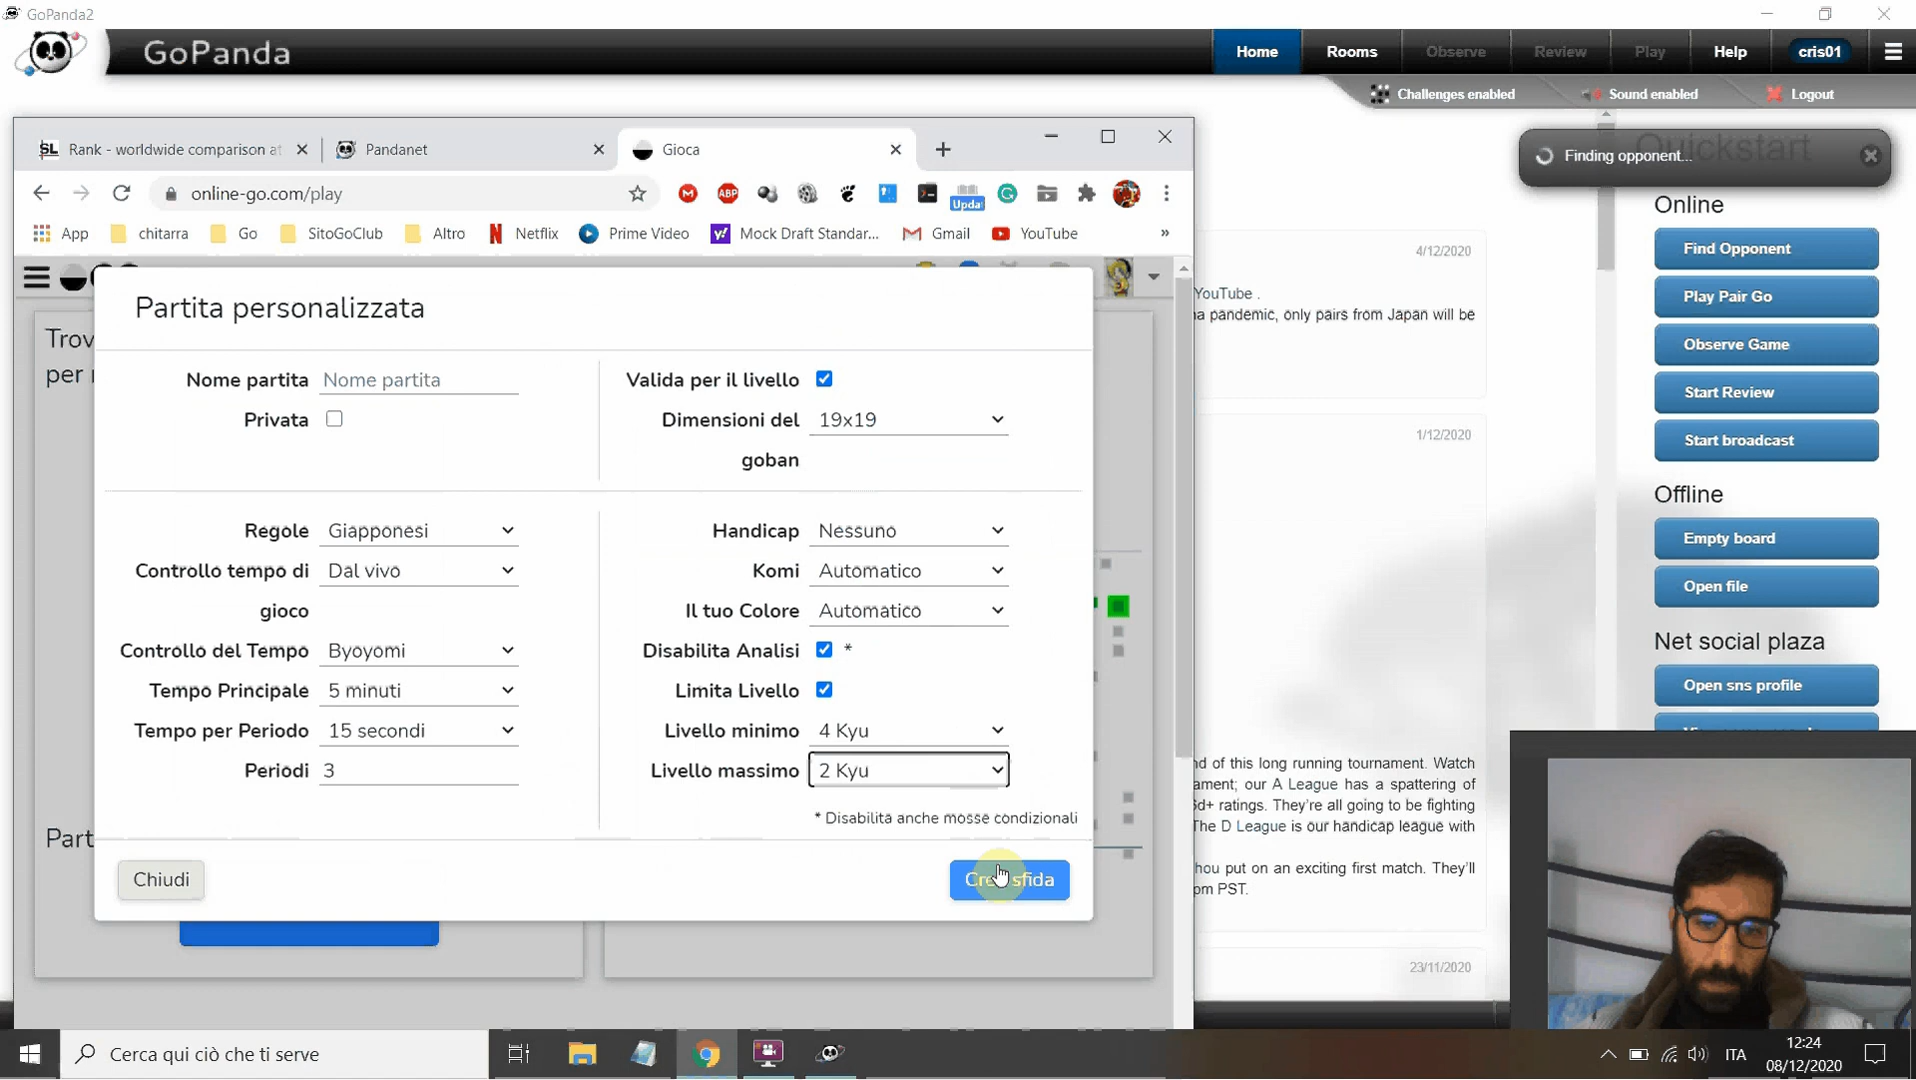 GoPanda2
GoPanda
Home
Rooms
Observe
Review
Play
Help
cris01
Challenges enabled
Sound enabled
Logout
Rank - worldwide comparison at
Pandanet
Gioca
online-go.com/play
Upda
App
chitarra
Go
SitoGoClub
Altro
Netflix
Prime Video
Mock Draft Standar...
Gmail
YouTube
»
Finding opponent...
Quickstart
Online
Find Opponent
Play Pair Go
Observe Game
Start Review
Start broadcast
Offline
Empty board
Open file
Net social plaza
Open sns profile
4/12/2020
YouTube .
na pandemic, only pairs from Japan will be
1/12/2020
nd of this long running tournament. Watch
ament; our A League has a spattering of
6d+ ratings. They're all going to be fighting
The D League is our handicap league with
hou put on an exciting first match. They'll
pm PST.
23/11/2020
Trov
per
Part
Partita personalizzata
Nome partita Nome partita
Privata
Valida per il livello
Dimensioni del 19x19
goban
Regole Giapponesi
Controllo tempo di Dal vivo
gioco
Controllo del Tempo Byoyomi
Tempo Principale 5 minuti
Tempo per Periodo 15 secondi
Periodi 3
Handicap Nessuno
Komi Automatico
Il tuo Colore Automatico
Disabilita Analisi *
Limita Livello
Livello minimo 4 Kyu
Livello massimo 2 Kyu
* Disabilita anche mosse condizionali
Chiudi
sfida
Cerca qui ciò che ti serve
ITA
12:24
08/12/2020